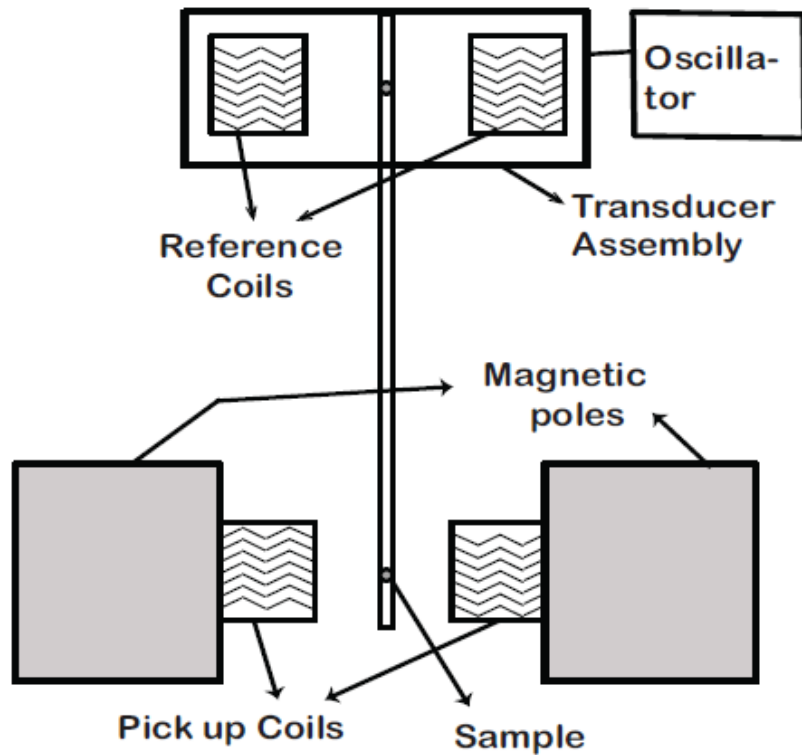 Oscilla-
tor
Transducer
Assembly
Reference
Coils
Magnetic
poles
Pick up Coils
Sample